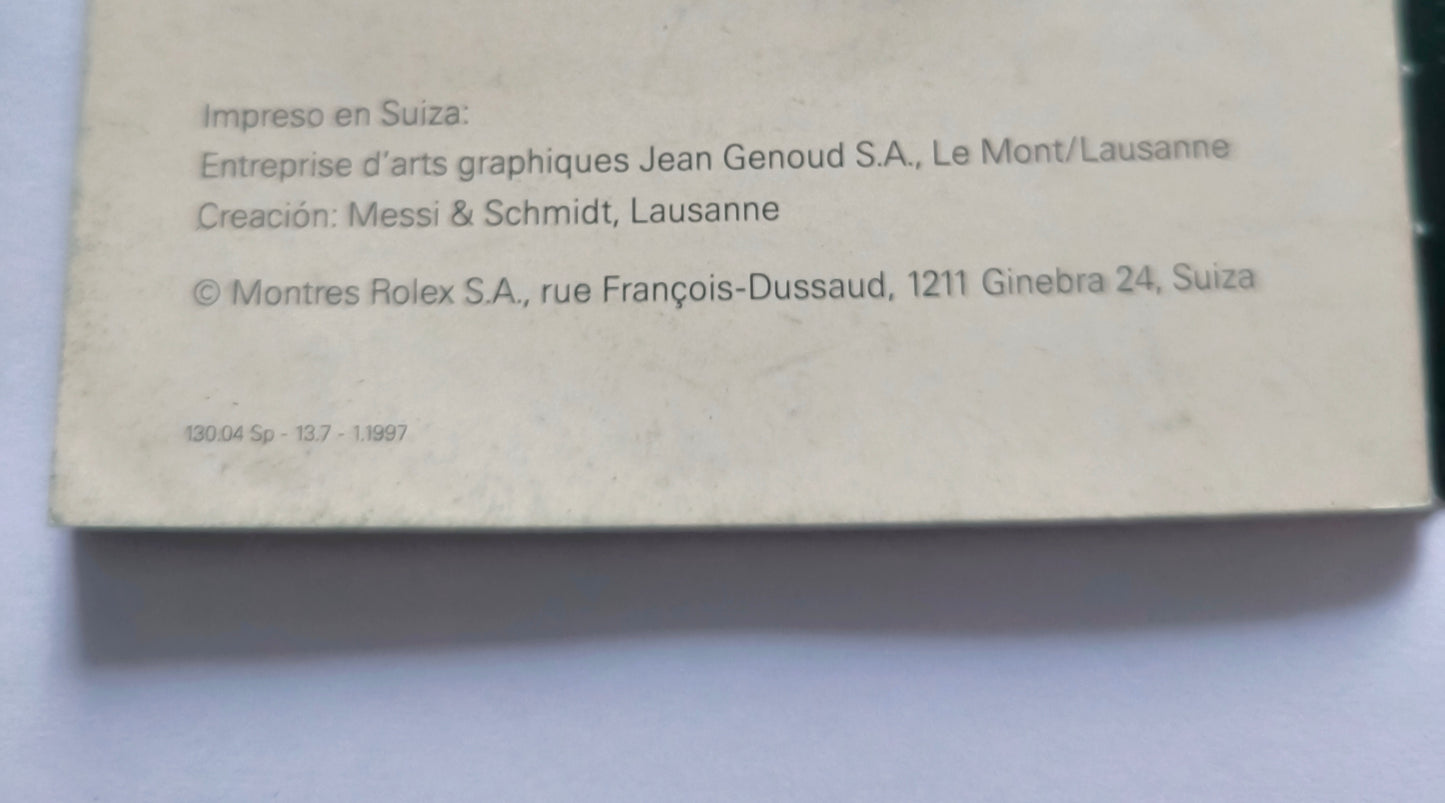 Impreso en Suiza:
Entreprise d'arts graphiques Jean Genoud S.A., Le Mont/Lausanne
Creación: Messi & Schmidt, Lausanne
© Montres Rolex S.A., rue François-Dussaud, 1211 Ginebra 24, Suiza
130.04 Sp - 13.7 - 1.1997